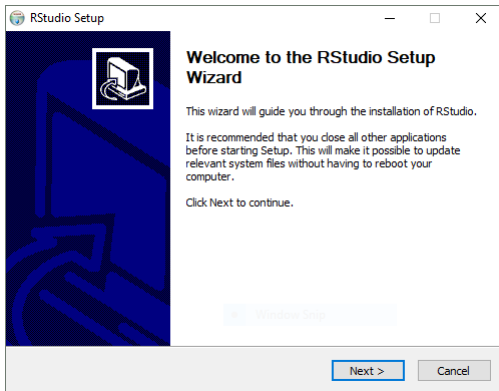 RStudio Setup
Welcome to the RStudio Setup
Wizard
This wizard will guide you through the installation of RStudio.
It is recommended that you close all other applications
before starting Setup. This will make it possible to update
relevant system files without having to reboot your
computer.
Click Next to continue.
Window Snip
Next >
Cancel